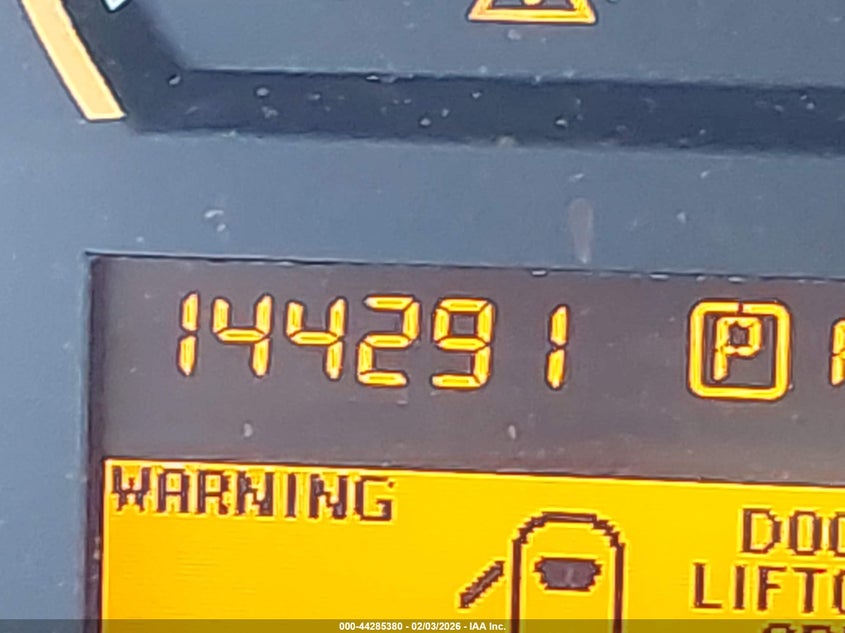 144291 P
WARNING
DOO
LIFTG
000-44285380 - 02/03/2026 - IAA Inc.